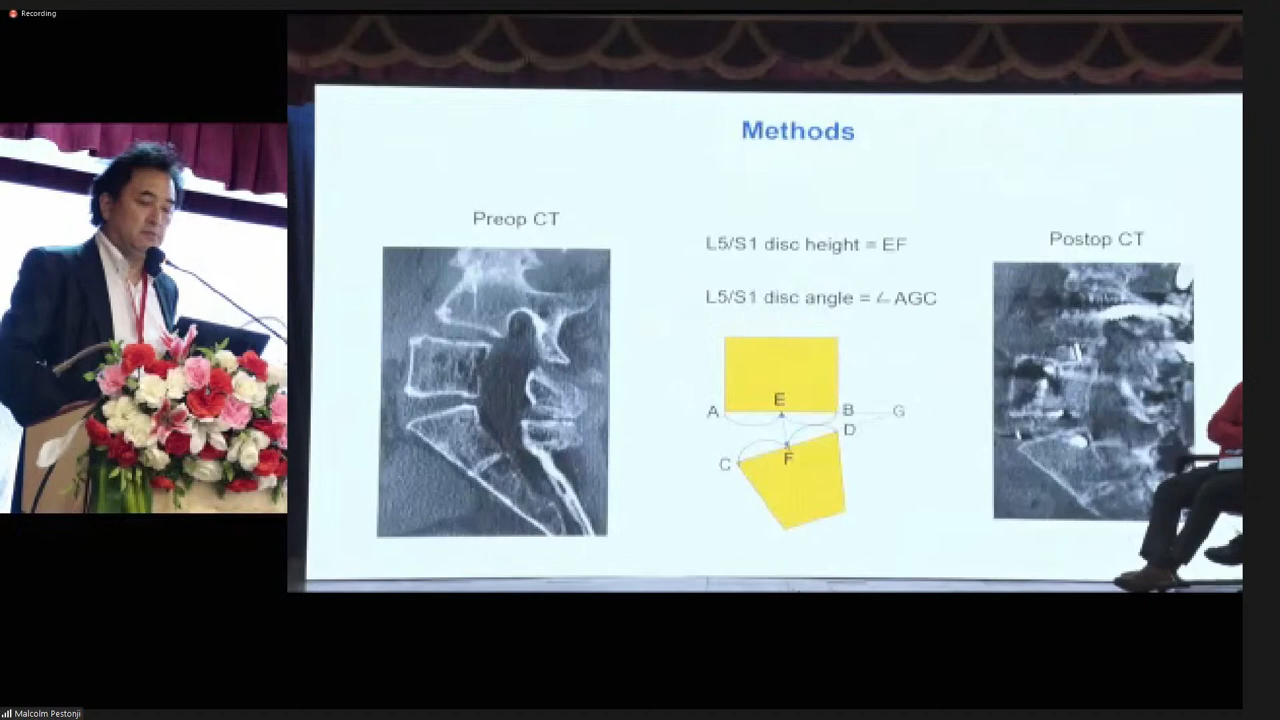 Recording
Methods
Preop CT
L5/S1 disc height = EF
Postop CT
L5/S1 disc angle = ∠AGC
E
A
B
G
D
F
C
Malcolm Pestonji